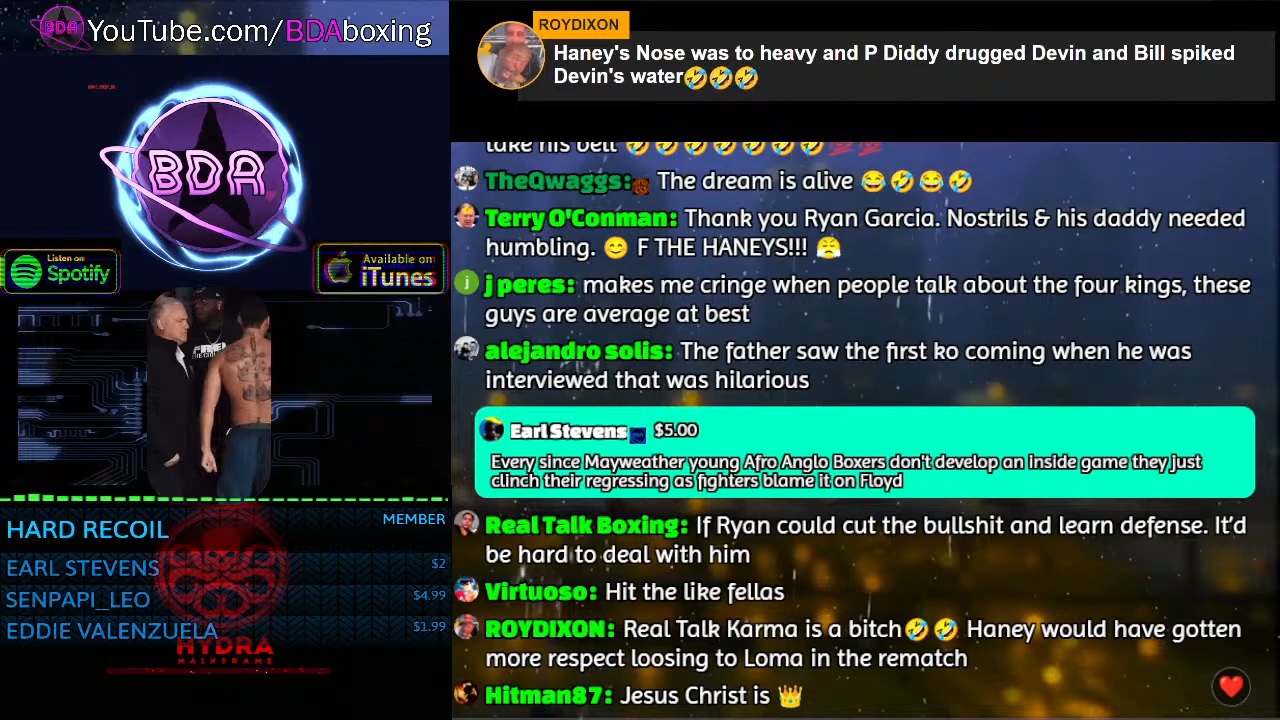 YouTube.com/BDAboxing
BDA
BDA
Listen on
Spotify
Available on
iTunes
HARD RECOIL
MEMBER
EARL STEVENS
$2
SENPAPI_LEO
$4.99
EDDIE VALENZUELA
$1.99
HYDRA
MAINFRAME
ROYDIXON
Haney's Nose was to heavy and P Diddy drugged Devin and Bill spiked
Devin's water🤣🤣🤣
take his belt 🤣🤣🤣🤣🤣🤣🤣💯💯
TheQwaggs: The dream is alive 😂🤣😂🤣
Terry O'Conman: Thank you Ryan Garcia. Nostrils & his daddy needed
humbling. 😊 F THE HANEYS!!! 😤
j
j peres: makes me cringe when people talk about the four kings, these
guys are average at best
alejandro solis: The father saw the first ko coming when he was
interviewed that was hilarious
Earl Stevens $5.00
Every since Mayweather young Afro Anglo Boxers don't develop an inside game they just
clinch their regressing as fighters blame it on Floyd
Real Talk Boxing: If Ryan could cut the bullshit and learn defense. It'd
be hard to deal with him
Virtuoso: Hit the like fellas
ROYDIXON: Real Talk Karma is a bitch🤣🤣 Haney would have gotten
more respect loosing to Loma in the rematch
Hitman87: Jesus Christ is 👑